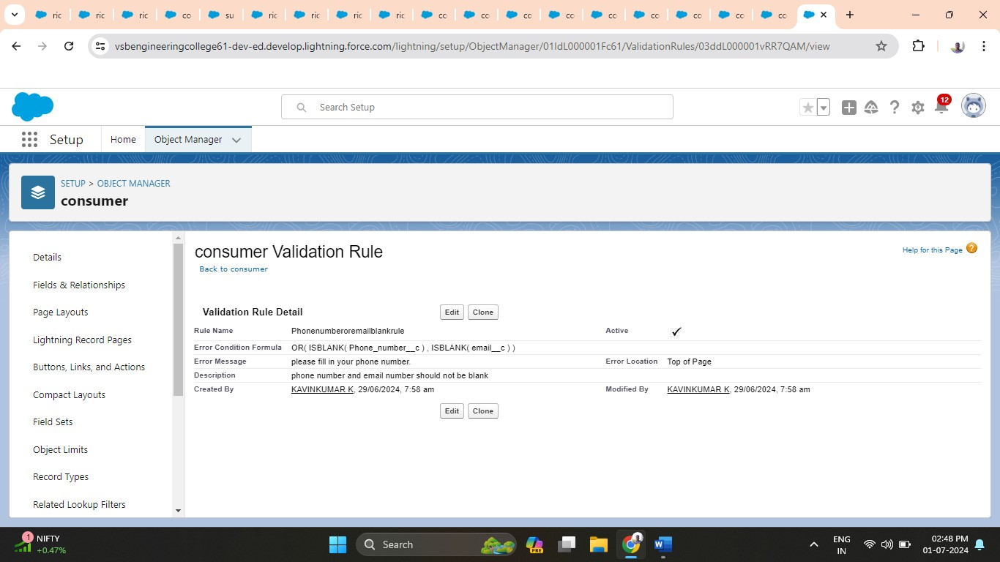 ric ric ric co su ric ric ric ric co co co co co co co co co
vsbengineeringcollege61-dev-ed.develop.lightning.force.com/lightning/setup/ObjectManager/01IdL000001Fc61/ValidationRules/03ddL000001vRR7QAM/view
Search Setup
12
Setup Home Object Manager
SETUP > OBJECT MANAGER
consumer
Details
Fields & Relationships
Page Layouts
Lightning Record Pages
Buttons, Links, and Actions
Compact Layouts
Field Sets
Object Limits
Record Types
Related Lookup Filters
consumer Validation Rule
Help for this Page ?
Back to consumer
Validation Rule Detail Edit Clone
Rule Name Phonenumberoremailblankrule Active
Error Condition Formula OR( ISBLANK( Phone_number__c ) , ISBLANK( email__c ) )
Error Message please fill in your phone number. Error Location Top of Page
Description phone number and email number should not be blank
Created By KAVINKUMAR K, 29/06/2024, 7:58 am Modified By KAVINKUMAR K, 29/06/2024, 7:58 am
Edit Clone
1 NIFTY
+0.47%
Search
PRE
W
ENG
IN
02:48 PM
01-07-2024